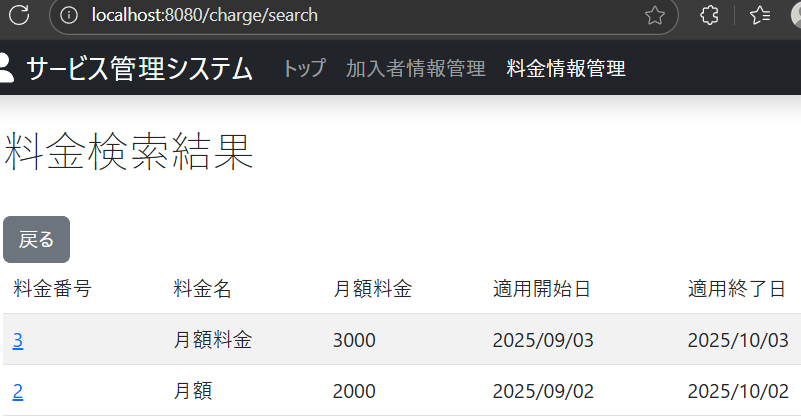 localhost:8080/charge/search
サービス管理システム トップ 加入者情報管理 料金情報管理
料金検索結果
戻る
料金番号 料金名 月額料金 適用開始日 適用終了日
3 月額料金 3000 2025/09/03 2025/10/03
2 月額 2000 2025/09/02 2025/10/02